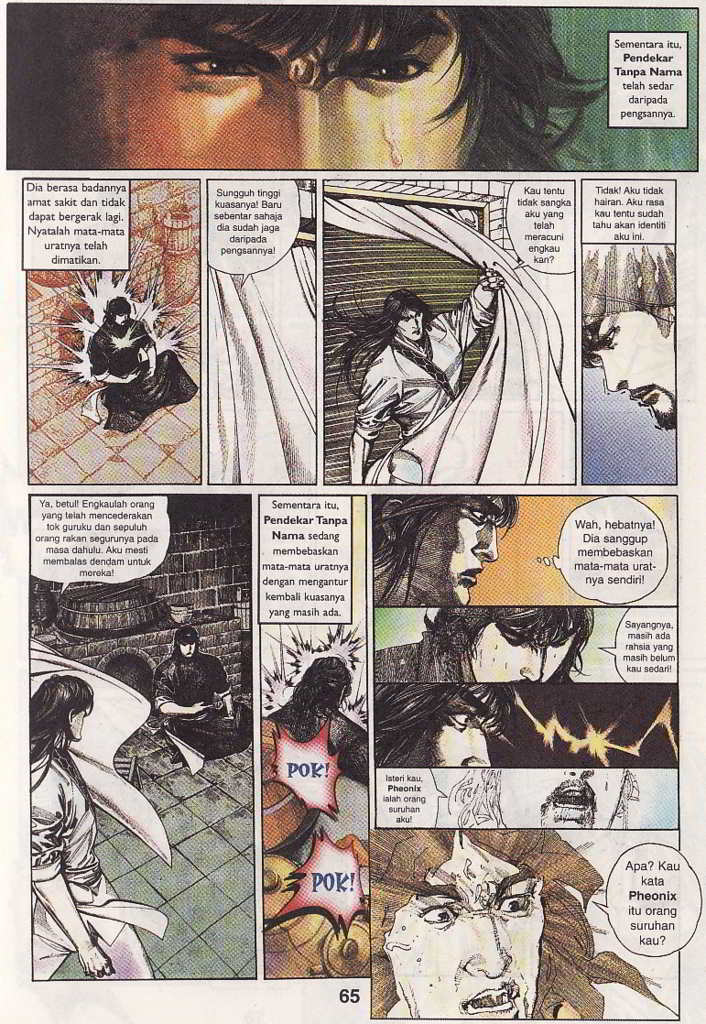 Sementara itu,
Pendekar
Tanpa Nama
telah sedar
daripada
pengsannya.
Dia berasa badannya
amat sakit dan tidak
dapat bergerak lagi.
Nyatalah mata-mata
uratnya telah
dimatikan.
Sungguh tinggi
kuasanya! Baru
sebentar sahaja
dia sudah jaga
daripada
pengsannya!
Kau tentu
tidak sangka
aku yang
telah
meracuni
engkau
kan?
Tidak! Aku tidak
hairan. Aku rasa
kau tentu sudah
tahu akan identiti
aku ini.
Ya, betul! Engkaulah orang
yang telah mencederakan
tok guruku dan sepuluh
orang rakan segurunya pada
masa dahulu. Aku mesti
membalas dendam untuk
mereka!
Sementara itu,
Pendekar Tanpa
Nama sedang
membebaskan
mata-mata uratnya
dengan mengantur
kembali kuasanya
yang masih ada.
POK!
POK!
Wah, hebatnya!
Dia sanggup
membebaskan
mata-mata urat-
nya sendiri!
Sayangnya,
masih ada
rahsia yang
masih belum
kau sedari!
Isteri kau,
Pheonix
ialah orang
suruhan
aku!
Apa? Kau
kata
Pheonix
itu orang
suruhan
kau?
65